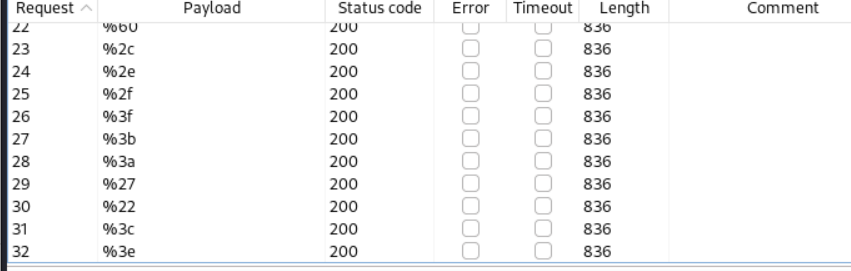 Request Payload Status code Error Timeout Length Comment
22 %60 200 836
23 %2c 200 836
24 %2e 200 836
25 %2f 200 836
26 %3f 200 836
27 %3b 200 836
28 %3a 200 836
29 %27 200 836
30 %22 200 836
31 %3c 200 836
32 %3e 200 836